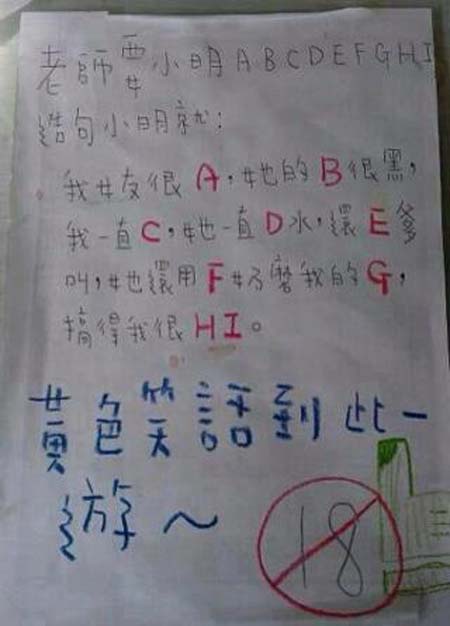 老師要小明ABCDEFGHI
造句小明就:
我女友很A,她的B很黑,
我一直C,她一直D水,還E爹
叫,她還用F奶磨我的G,
搞得我很HI。
黃色笑話到此一
游~
18